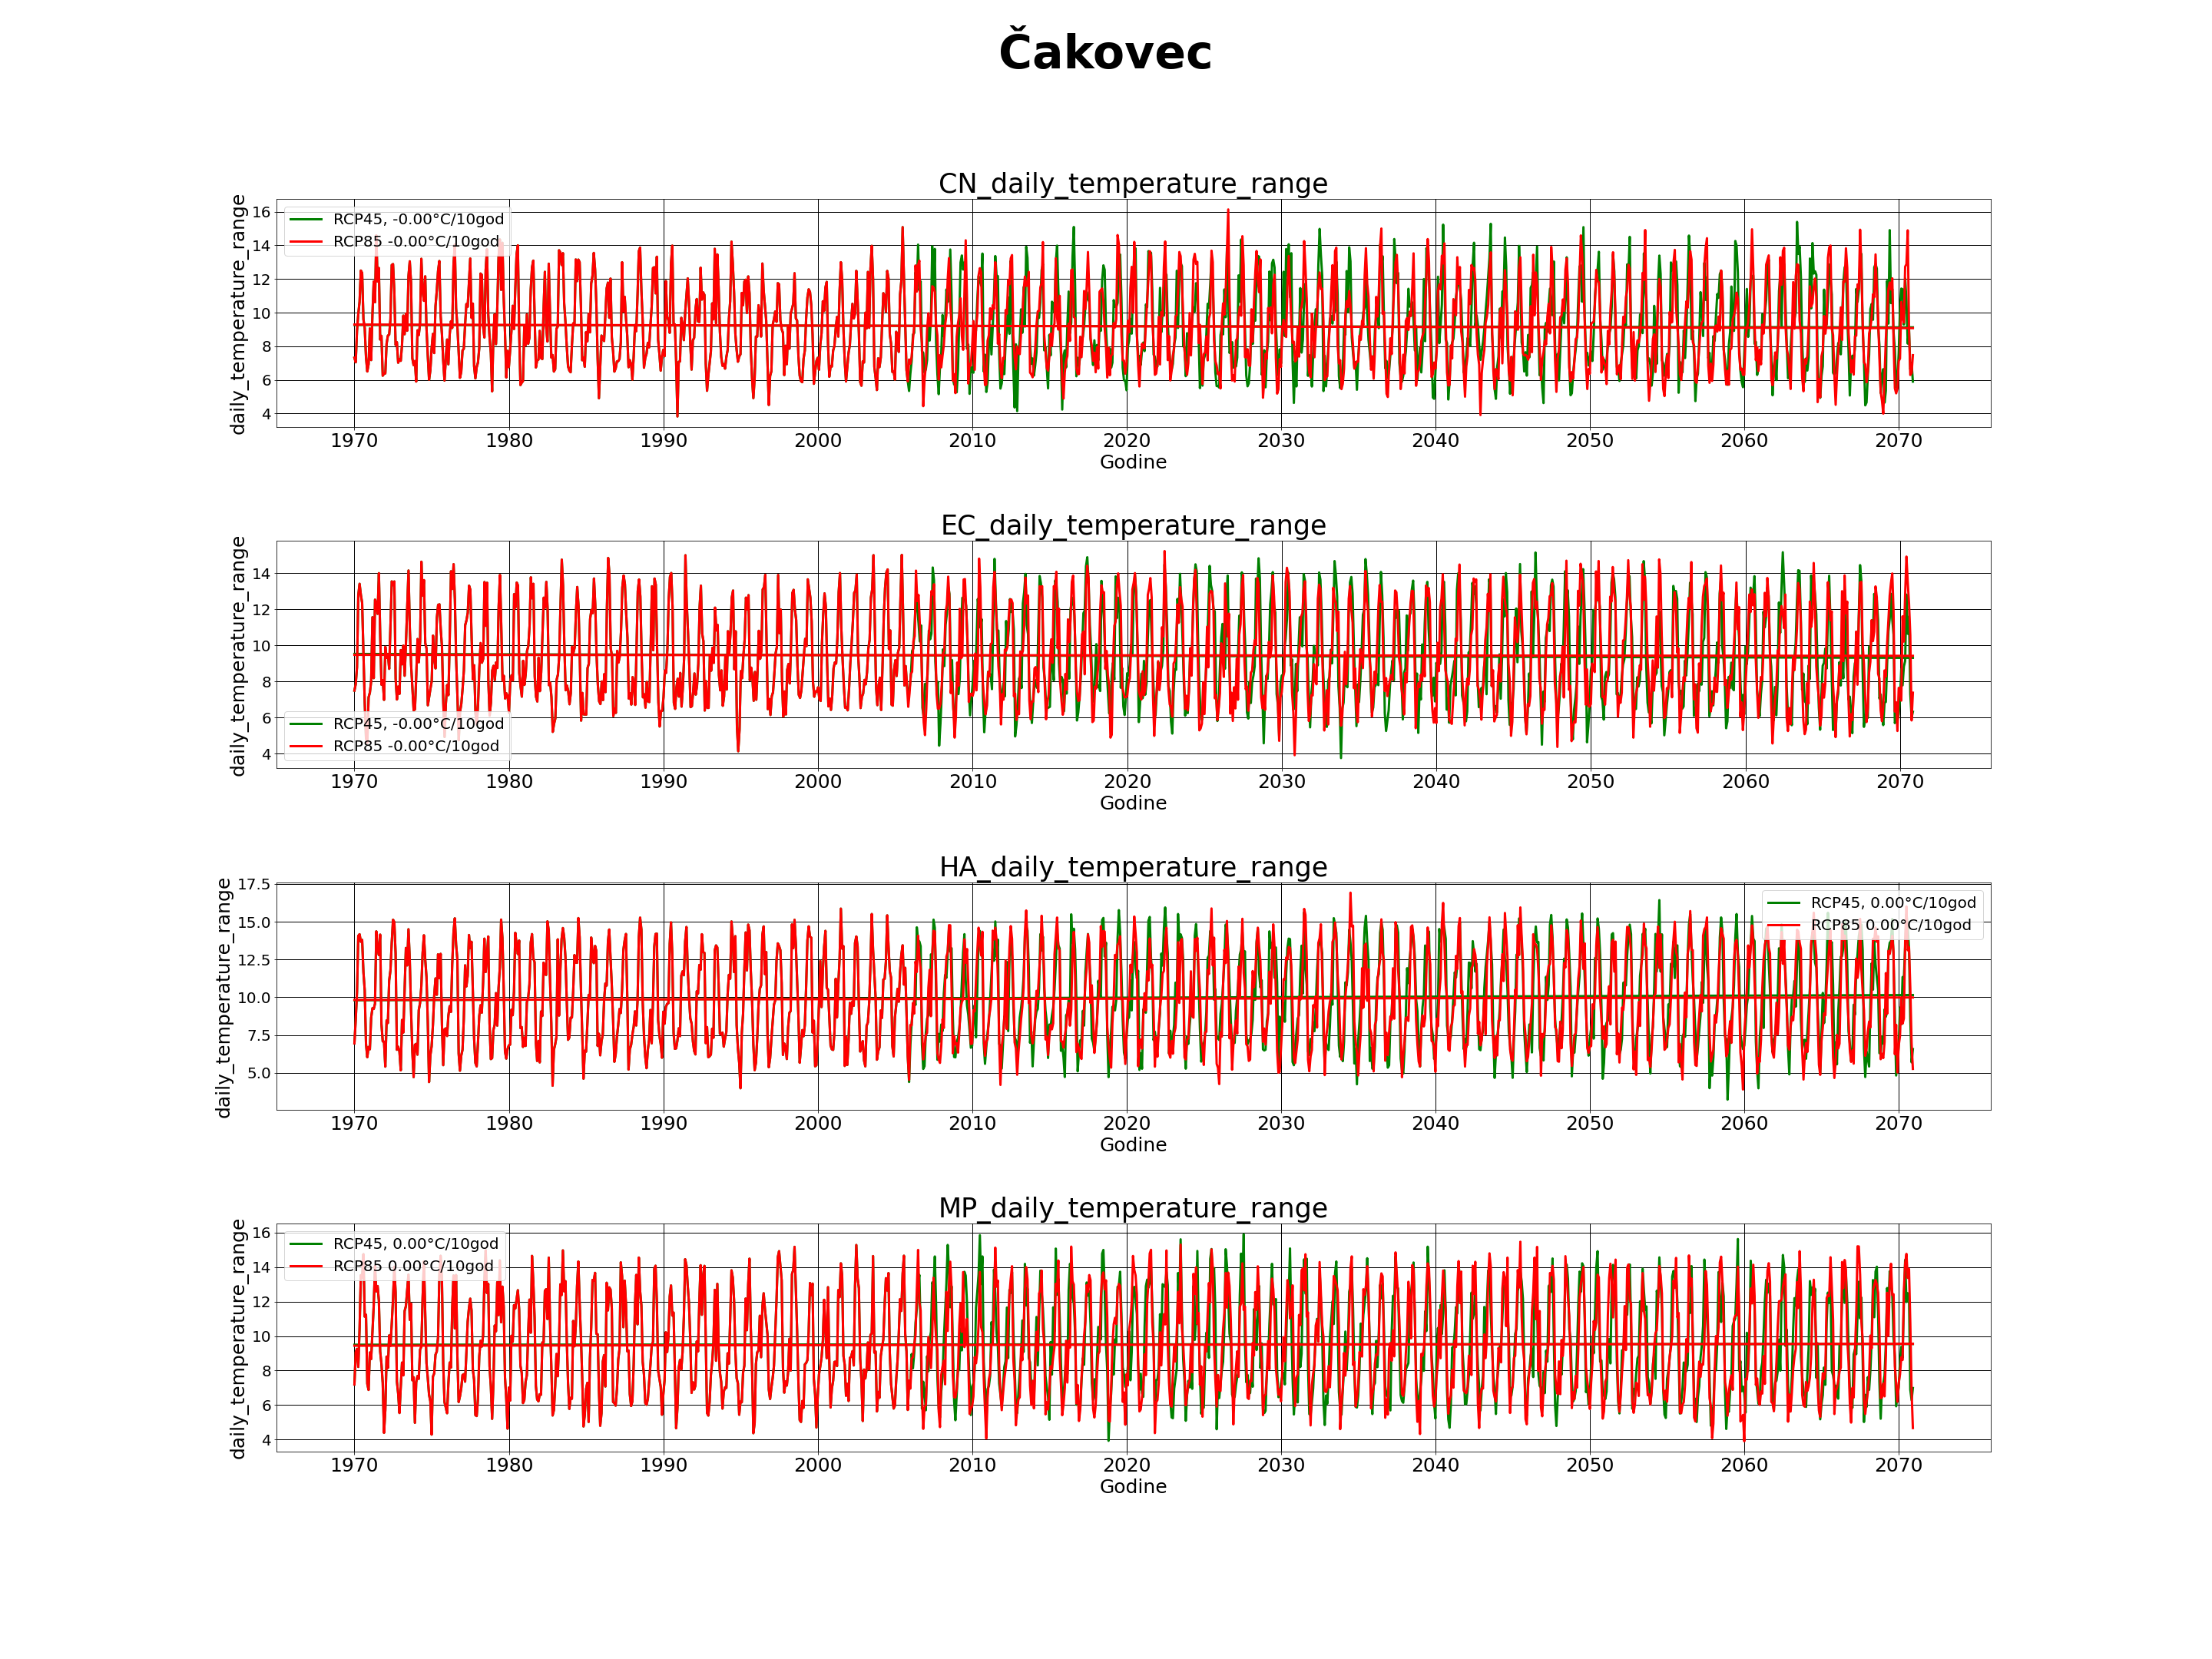 Čakovec
CN_daily_temperature_range
daily_temperature_range
16
14
12
10
8
6
4
RCP45, -0.00°C/10god
RCP85 -0.00°C/10god
1970 1980 1990 2000 2010 2020 2030 2040 2050 2060 2070
Godine
EC_daily_temperature_range
daily_temperature_range
14
12
10
8
6
4
RCP45, -0.00°C/10god
RCP85 -0.00°C/10god
1970 1980 1990 2000 2010 2020 2030 2040 2050 2060 2070
Godine
HA_daily_temperature_range
daily_temperature_range
17.5
15.0
12.5
10.0
7.5
5.0
RCP45, 0.00°C/10god
RCP85 0.00°C/10god
1970 1980 1990 2000 2010 2020 2030 2040 2050 2060 2070
Godine
MP_daily_temperature_range
daily_temperature_range
16
14
12
10
8
6
4
RCP45, 0.00°C/10god
RCP85 0.00°C/10god
1970 1980 1990 2000 2010 2020 2030 2040 2050 2060 2070
Godine